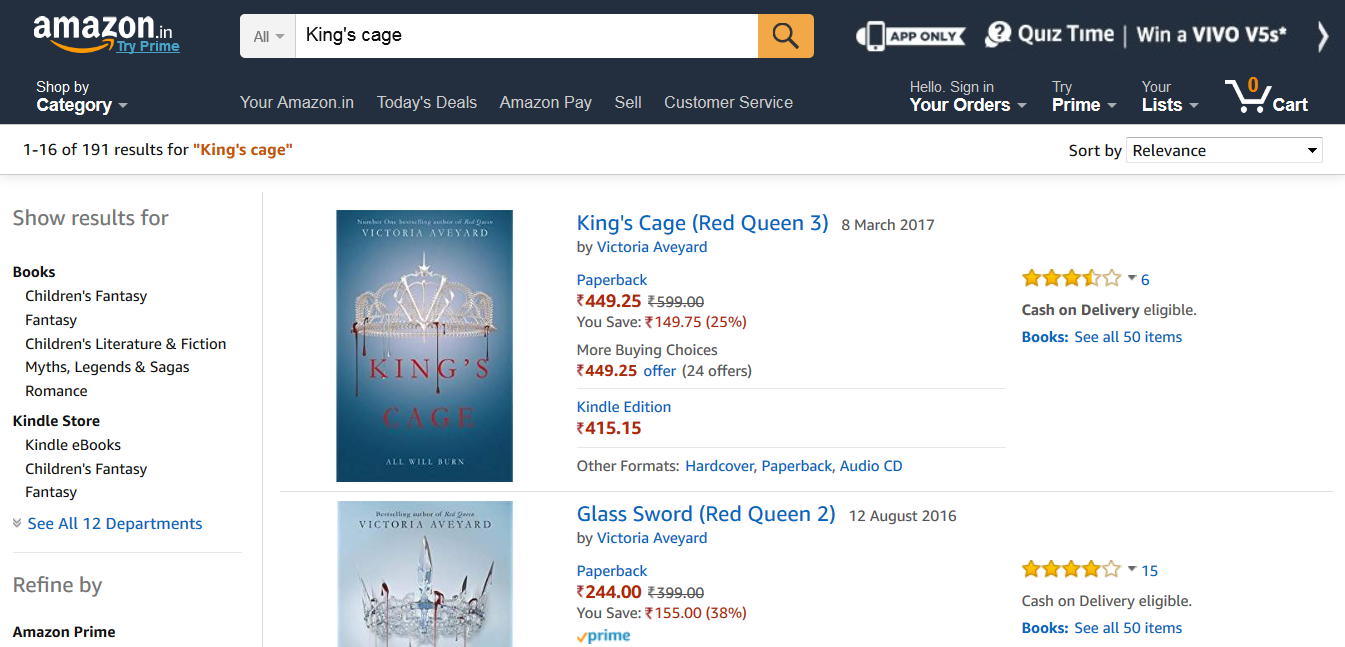 amazon.in
Try Prime
All
King's cage
APP ONLY
Quiz Time | Win a VIVO V5s*
Shop by
Category
Your Amazon.in
Today's Deals
Amazon Pay
Sell
Customer Service
Hello. Sign in
Your Orders
Try
Prime
Your
Lists
0
Cart
1-16 of 191 results for "King's cage"
Sort by
Relevance
Show results for
Books
Children's Fantasy
Fantasy
Children's Literature & Fiction
Myths, Legends & Sagas
Romance
Kindle Store
Kindle eBooks
Children's Fantasy
Fantasy
See All 12 Departments
Refine by
Amazon Prime
Number One bestselling author of Red Queen
VICTORIA AVEYARD
KING'S
CAGE
ALL WILL BURN
King's Cage (Red Queen 3) 8 March 2017
by Victoria Aveyard
Paperback
₹449.25 ₹599.00
You Save: ₹149.75 (25%)
More Buying Choices
₹449.25 offer (24 offers)
Kindle Edition
₹415.15
Other Formats: Hardcover, Paperback, Audio CD
6
Cash on Delivery eligible.
Books: See all 50 items
Bestselling author of Red Queen
VICTORIA AVEYARD
Glass Sword (Red Queen 2) 12 August 2016
by Victoria Aveyard
Paperback
₹244.00 ₹399.00
You Save: ₹155.00 (38%)
prime
15
Cash on Delivery eligible.
Books: See all 50 items